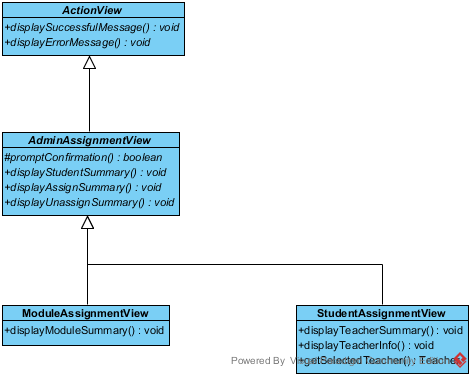 ActionView
+displaySuccessfulMessage() : void
+displayErrorMessage() : void
AdminAssignmentView
#promptConfirmation() : boolean
+displayStudentSummary() : void
+displayAssignSummary() : void
+displayUnassignSummary() : void
ModuleAssignmentView
+displayModuleSummary() : void
StudentAssignmentView
+displayTeacherSummary() : void
+displayTeacherInfo() : void
+getSelectedTeacher() : Teacher
Powered By